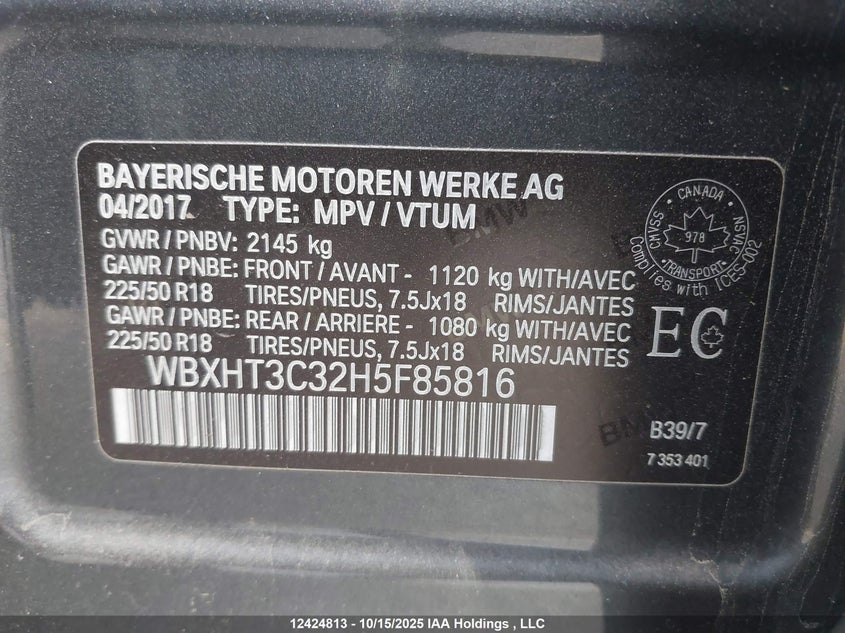 BAYERISCHE MOTOREN WERKE AG
04/2017 TYPE: MPV / VTUM
GVWR / PNBV: 2145 kg
GAWR / PNBE: FRONT / AVANT - 1120 kg WITH/AVEC
225/50 R18 TIRES/PNEUS, 7.5Jx18 RIMS/JANTES
GAWR / PNBE: REAR / ARRIERE - 1080 kg WITH/AVEC
225/50 R18 TIRES/PNEUS, 7.5Jx18 RIMS/JANTES
WBXHT3C32H5F85816
CANADA
CMVSS NSVAC
978
TRANSPORT
Complies with ICES-002
EC
B39/7
7 353 401
BMW
BMW
12424813 - 10/15/2025 IAA Holdings , LLC